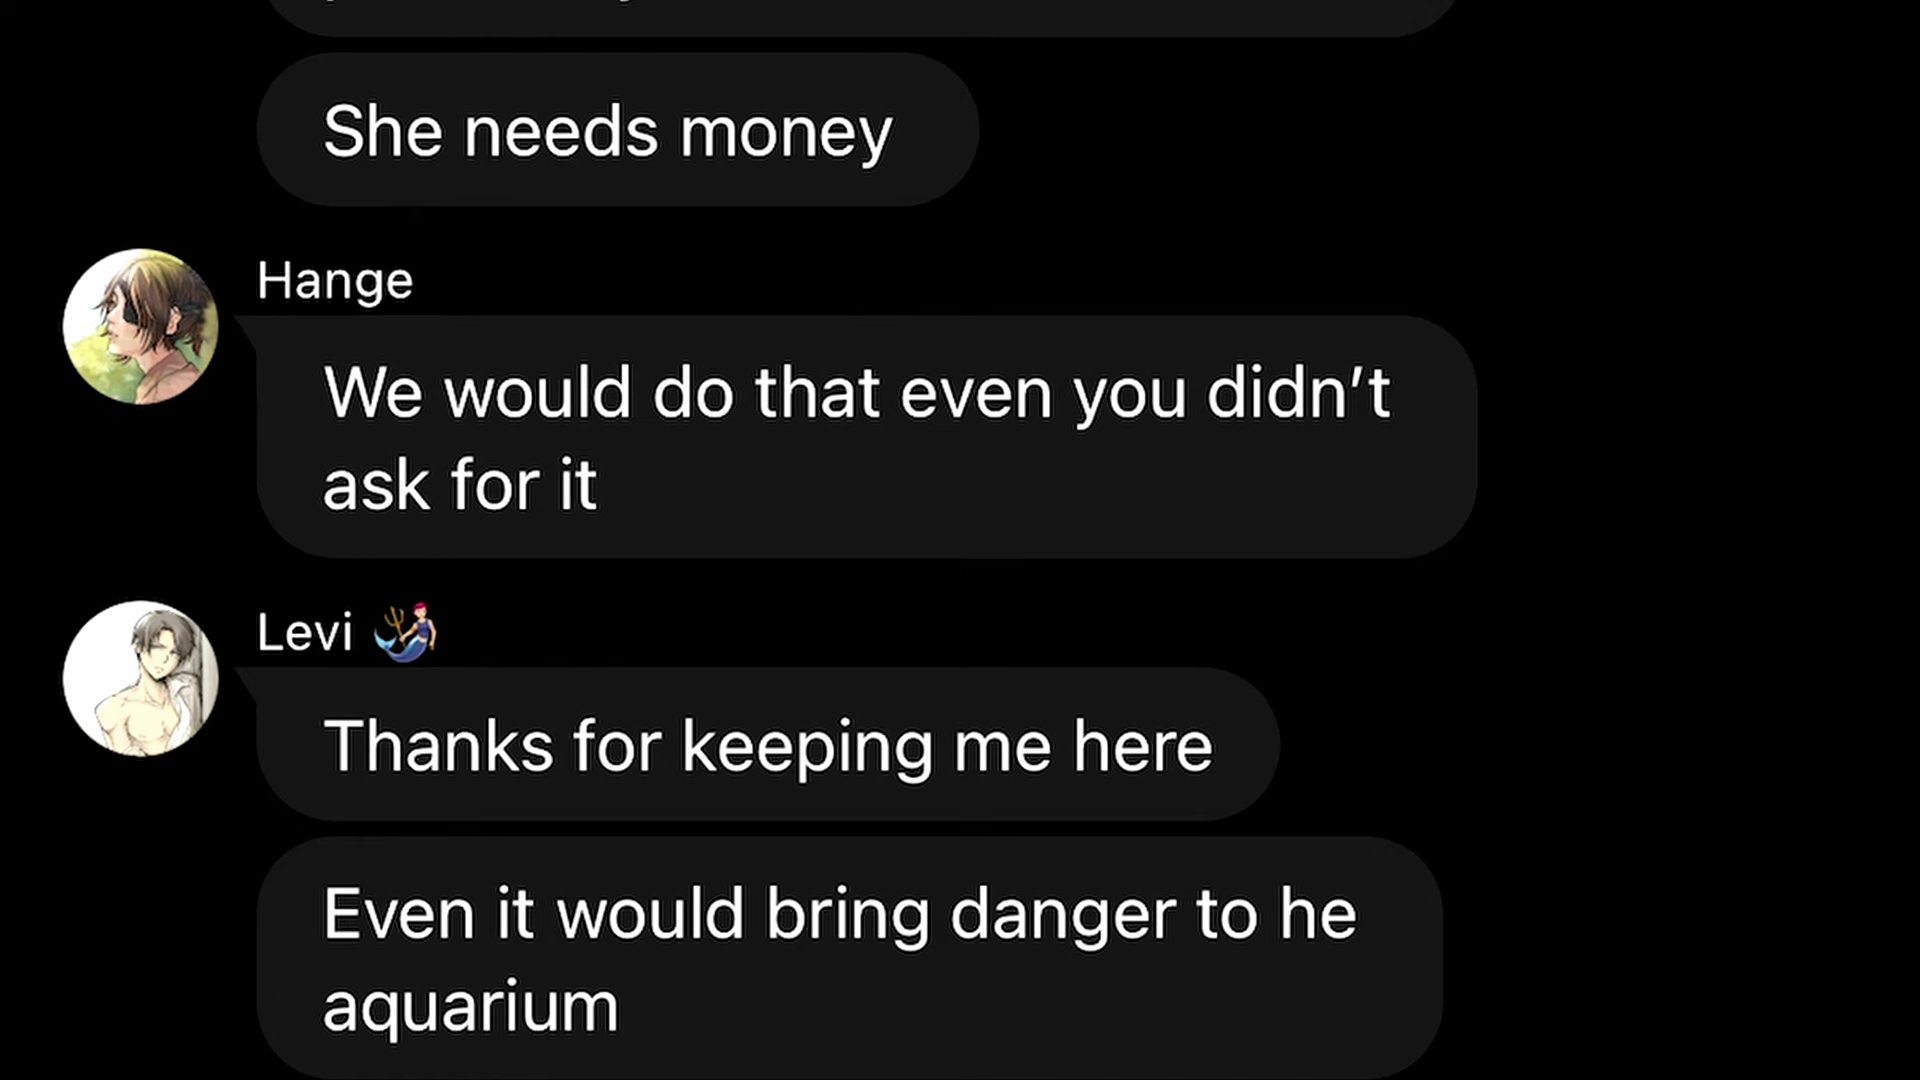 She needs money
Hange
We would do that even you didn’t
ask for it
Levi 🧜‍♂️
Thanks for keeping me here
Even it would bring danger to he
aquarium